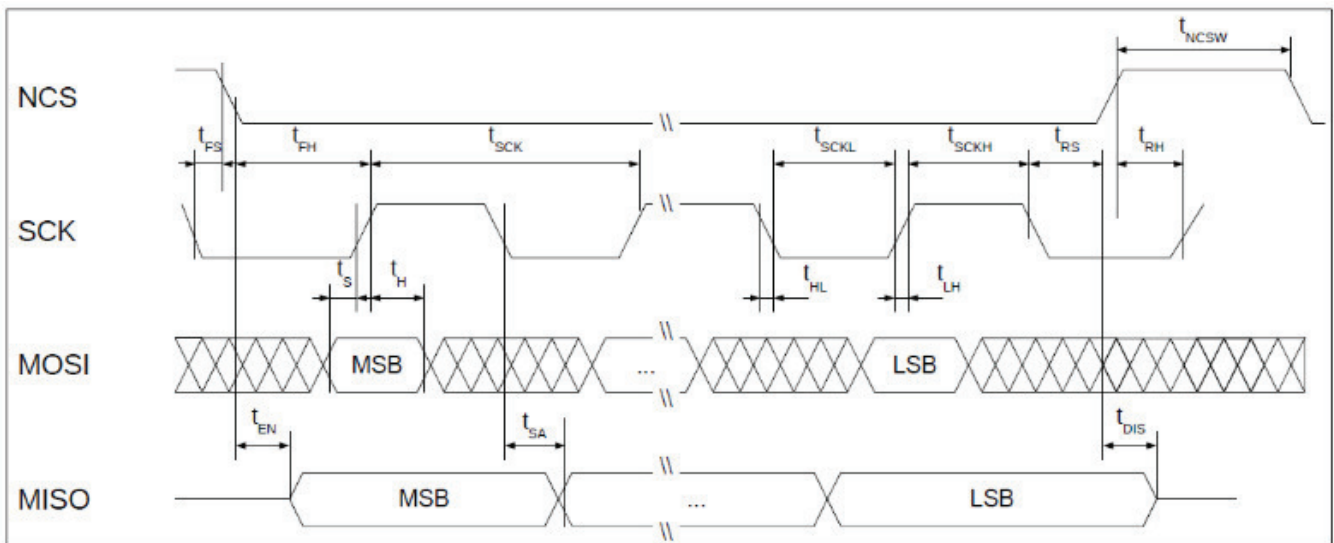 t_NCSW
NCS
t_FS t_FH t_SCK t_SCKL t_SCKH t_RS t_RH
SCK
t_S t_H t_HL t_LH
MOSI MSB ... LSB
t_EN t_SA t_DIS
MISO MSB ... LSB